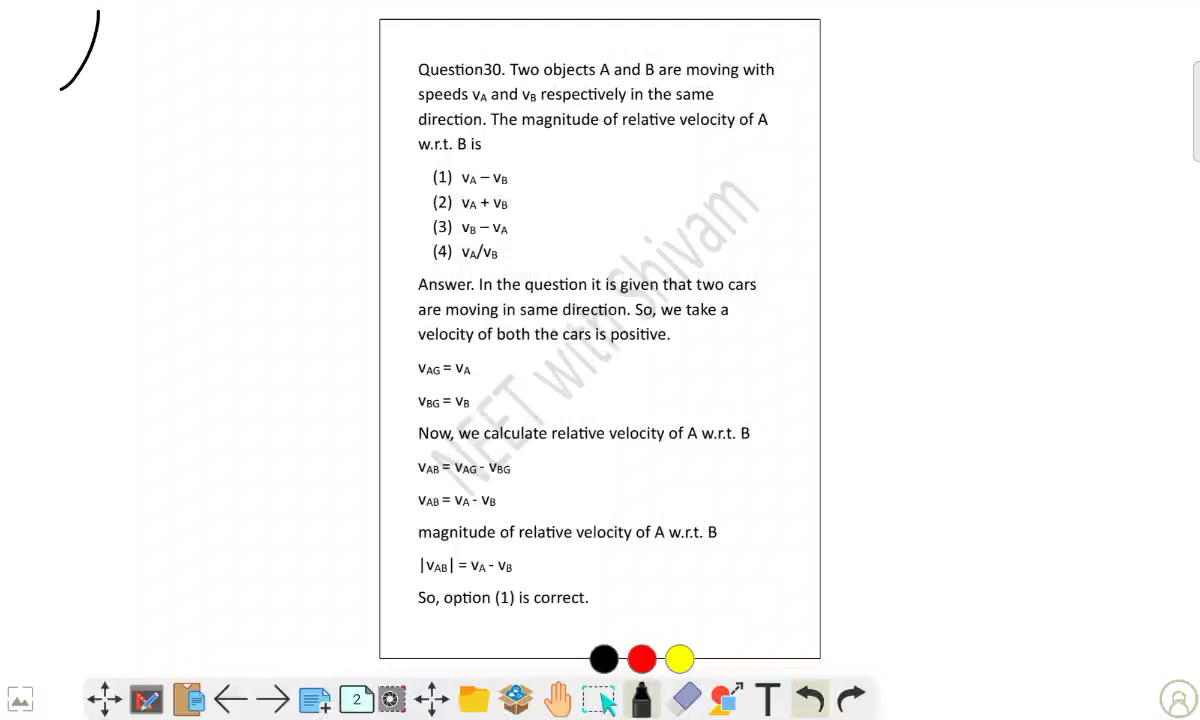 Question30. Two objects A and B are moving with
speeds vA and vB respectively in the same
direction. The magnitude of relative velocity of A
w.r.t. B is
(1) vA – vB
(2) vA + vB
(3) vB – vA
(4) vA/vB
Answer. In the question it is given that two cars
are moving in same direction. So, we take a
velocity of both the cars is positive.
vAG = vA
vBG = vB
Now, we calculate relative velocity of A w.r.t. B
vAB = vAG - vBG
vAB = vA - vB
magnitude of relative velocity of A w.r.t. B
|vAB| = vA - vB
So, option (1) is correct.
NEET with Shivam
2
T